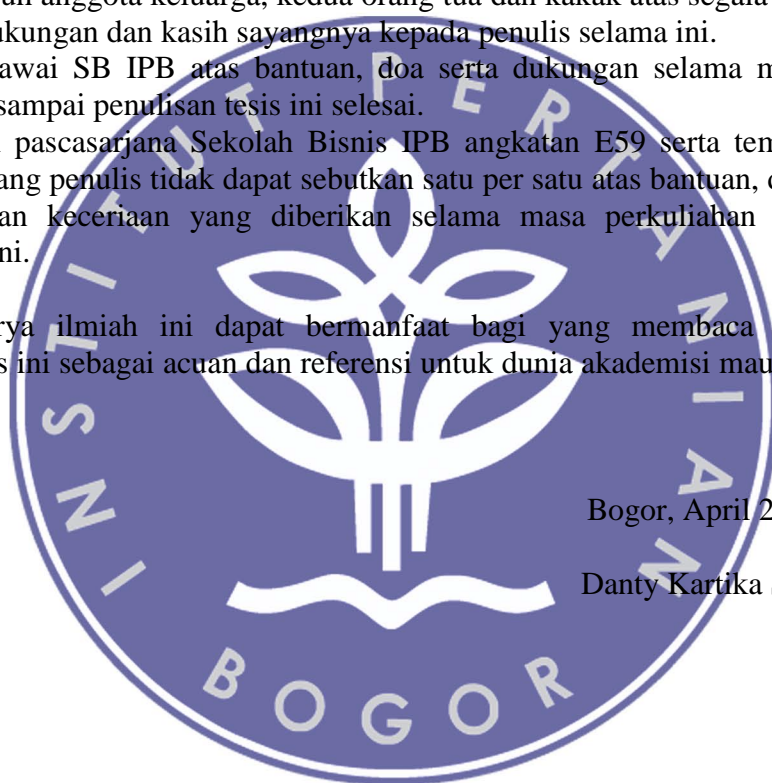 anggota keluarga, kedua orang tua dan kakak atas segala
ukungan dan kasih sayangnya kepada penulis selama ini.
awai SB IPB atas bantuan, doa serta dukungan selama m
sampai penulisan tesis ini selesai.
pascasarjana Sekolah Bisnis IPB angkatan E59 serta tem
ang penulis tidak dapat sebutkan satu per satu atas bantuan,
an keceriaan yang diberikan selama masa perkuliahan
ni.
rya ilmiah ini dapat bermanfaat bagi yang membaca
s ini sebagai acuan dan referensi untuk dunia akademisi mau
Bogor, April 2
Danty Kartika
INSTITUT PERTANIAN
BOGOR